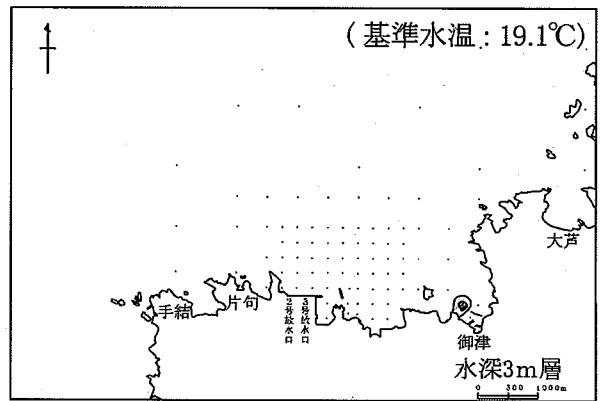 (基準水温：19.1℃)
大芦
片句
手結
2号放水口
3号放水口
御津
水深3m層
0 500 1000m